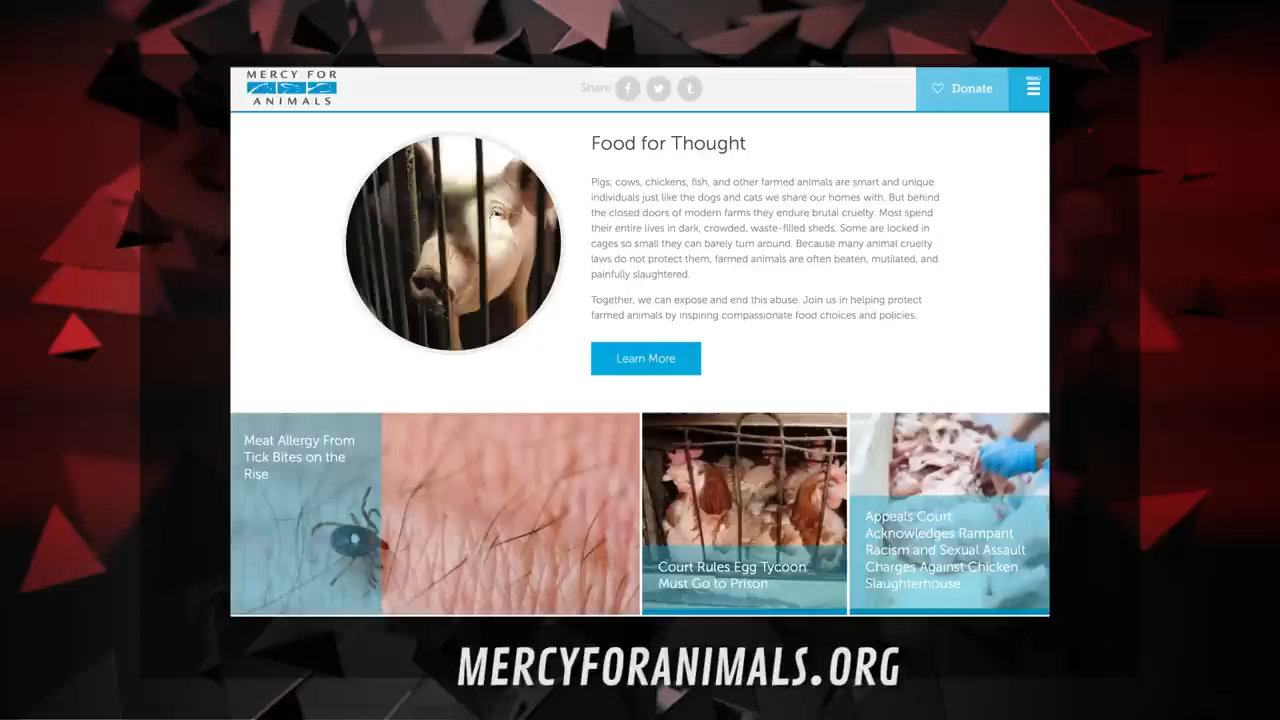 MERCY FOR
ANIMALS
Share
Donate
MENU
Food for Thought
Pigs, cows, chickens, fish, and other farmed animals are smart and unique
individuals just like the dogs and cats we share our homes with. But behind
the closed doors of modern farms they endure brutal cruelty. Most spend
their entire lives in dark, crowded, waste-filled sheds. Some are locked in
cages so small they can barely turn around. Because many animal cruelty
laws do not protect them, farmed animals are often beaten, mutilated, and
painfully slaughtered.
Together, we can expose and end this abuse. Join us in helping protect
farmed animals by inspiring compassionate food choices and policies.
Learn More
Meat Allergy From
Tick Bites on the
Rise
Court Rules Egg Tycoon
Must Go to Prison
Appeals Court
Acknowledges Rampant
Racism and Sexual Assault
Charges Against Chicken
Slaughterhouse
MERCYFORANIMALS.ORG